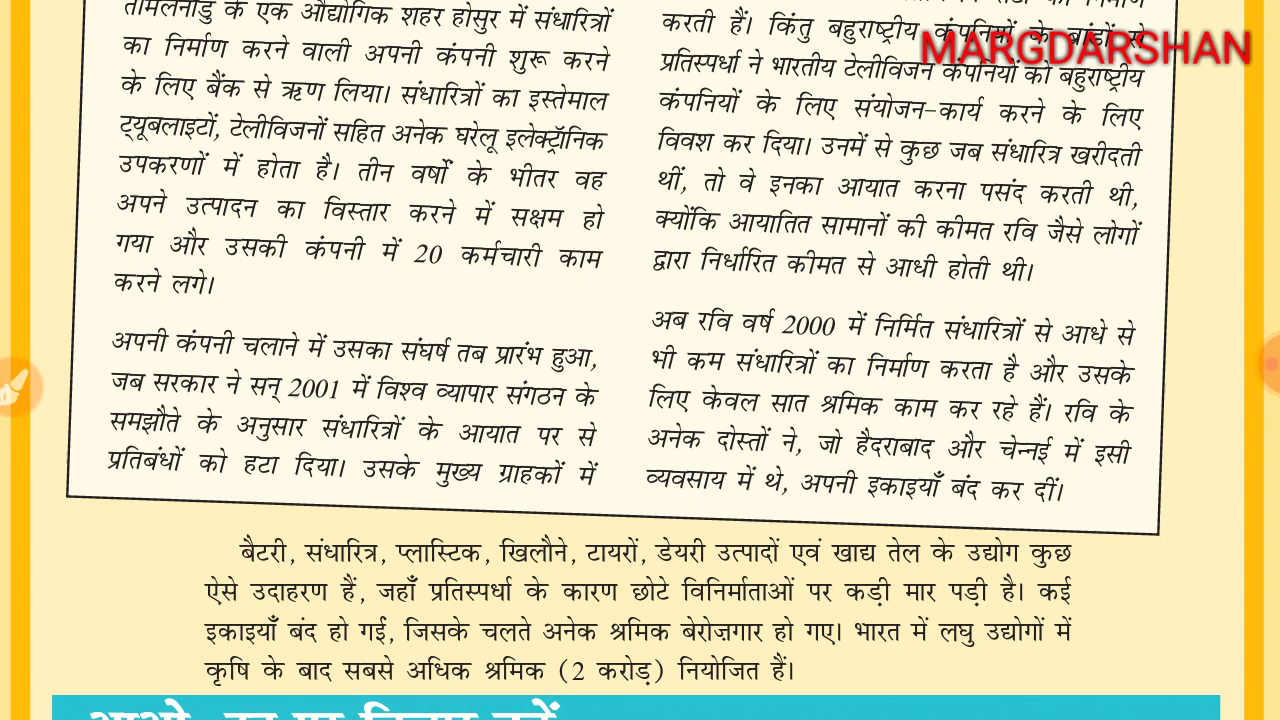 तमिलनाडु के एक औद्योगिक शहर होसुर में संधारित्रों
का निर्माण करने वाली अपनी कंपनी शुरू करने
के लिए बैंक से ऋण लिया। संधारित्रों का इस्तेमाल
ट्यूबलाइटों, टेलीविजनों सहित अनेक घरेलू इलेक्ट्रॉनिक
उपकरणों में होता है। तीन वर्षों के भीतर वह
अपने उत्पादन का विस्तार करने में सक्षम हो
गया और उसकी कंपनी में 20 कर्मचारी काम
करने लगे।
अपनी कंपनी चलाने में उसका संघर्ष तब प्रारंभ हुआ,
जब सरकार ने सन् 2001 में विश्व व्यापार संगठन के
समझौते के अनुसार संधारित्रों के आयात पर से
प्रतिबंधों को हटा दिया। उसके मुख्य ग्राहकों में
करती हैं। किंतु बहुराष्ट्रीय कंपनियों के ब्रांडों से
MARGDARSHAN
प्रतिस्पर्धा ने भारतीय टेलीविजन कंपनियों को बहुराष्ट्रीय
कंपनियों के लिए संयोजन-कार्य करने के लिए
विवश कर दिया। उनमें से कुछ जब संधारित्र खरीदती
थीं, तो वे इनका आयात करना पसंद करती थी,
क्योंकि आयातित सामानों की कीमत रवि जैसे लोगों
द्वारा निर्धारित कीमत से आधी होती थी।
अब रवि वर्ष 2000 में निर्मित संधारित्रों से आधे से
भी कम संधारित्रों का निर्माण करता है और उसके
लिए केवल सात श्रमिक काम कर रहे हैं। रवि के
अनेक दोस्तों ने, जो हैदराबाद और चेन्नई में इसी
व्यवसाय में थे, अपनी इकाइयाँ बंद कर दीं।
बैटरी, संधारित्र, प्लास्टिक, खिलौने, टायरों, डेयरी उत्पादों एवं खाद्य तेल के उद्योग कुछ
ऐसे उदाहरण हैं, जहाँ प्रतिस्पर्धा के कारण छोटे विनिर्माताओं पर कड़ी मार पड़ी है। कई
इकाइयाँ बंद हो गईं, जिसके चलते अनेक श्रमिक बेरोज़गार हो गए। भारत में लघु उद्योगों में
कृषि के बाद सबसे अधिक श्रमिक (2 करोड़) नियोजित हैं।